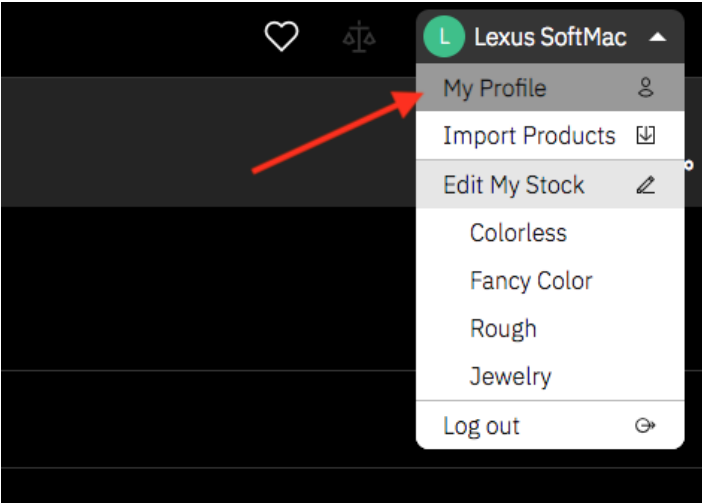 L Lexus SoftMac
My Profile
Import Products
Edit My Stock
Colorless
Fancy Color
Rough
Jewelry
Log out